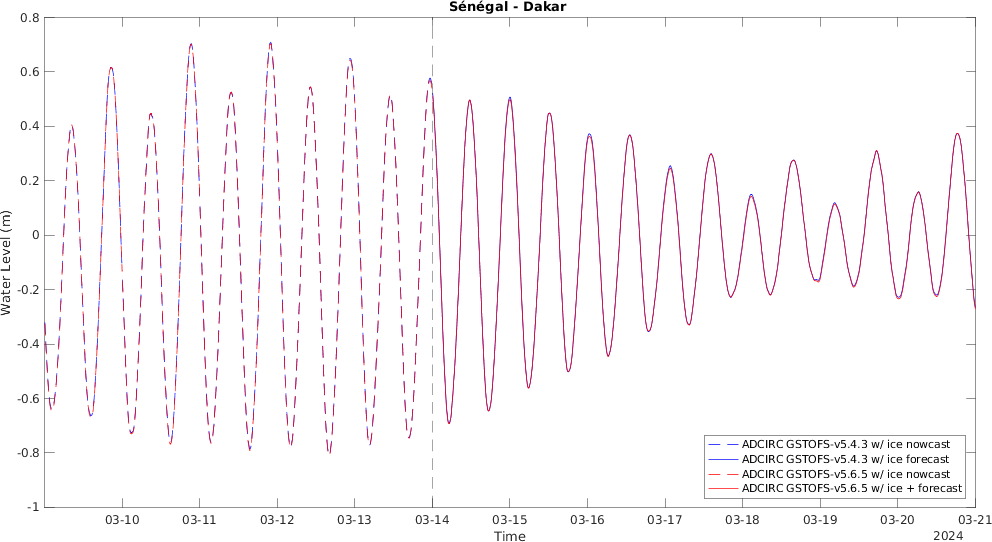 Sénégal - Dakar
0.8
0.6
0.4
0.2
0
-0.2
-0.4
-0.6
-0.8
-1
Water Level (m)
ADCIRC GSTOFS-v5.4.3 w/ ice nowcast
ADCIRC GSTOFS-v5.4.3 w/ ice forecast
ADCIRC GSTOFS-v5.6.5 w/ ice nowcast
ADCIRC GSTOFS-v5.6.5 w/ ice + forecast
03-10 03-11 03-12 03-13 03-14 03-15 03-16 03-17 03-18 03-19 03-20 03-21
Time
2024